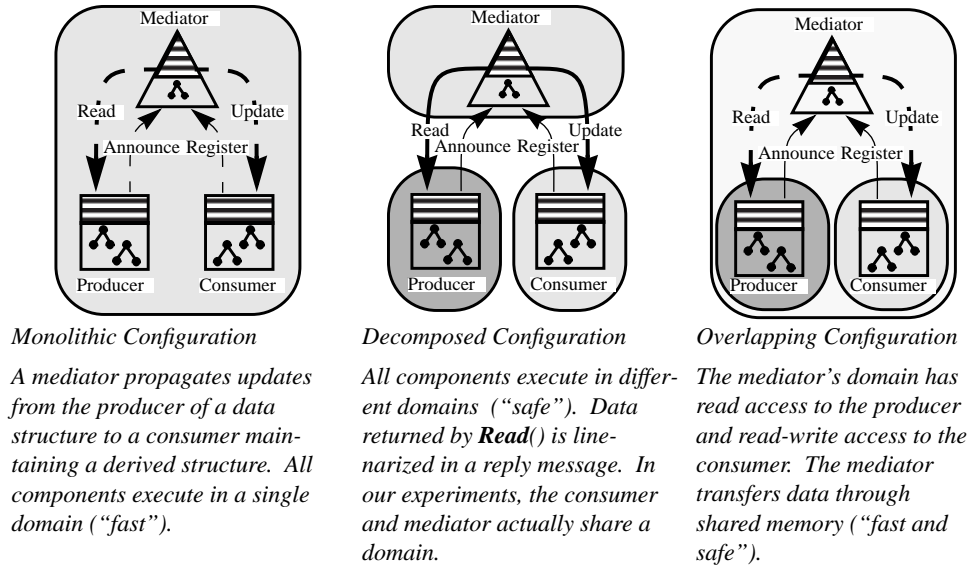 Mediator
Read
Update
Announce Register
Producer
Consumer
Monolithic Configuration
A mediator propagates updates
from the producer of a data
structure to a consumer main-
taining a derived structure. All
components execute in a single
domain (“fast”).
Mediator
Read
Update
Announce Register
Producer
Consumer
Decomposed Configuration
All components execute in differ-
ent domains (“safe”). Data
returned by Read() is line-
narized in a reply message. In
our experiments, the consumer
and mediator actually share a
domain.
Mediator
Read
Update
Announce Register
Producer
Consumer
Overlapping Configuration
The mediator’s domain has
read access to the producer
and read-write access to the
consumer. The mediator
transfers data through
shared memory (“fast and
safe”).